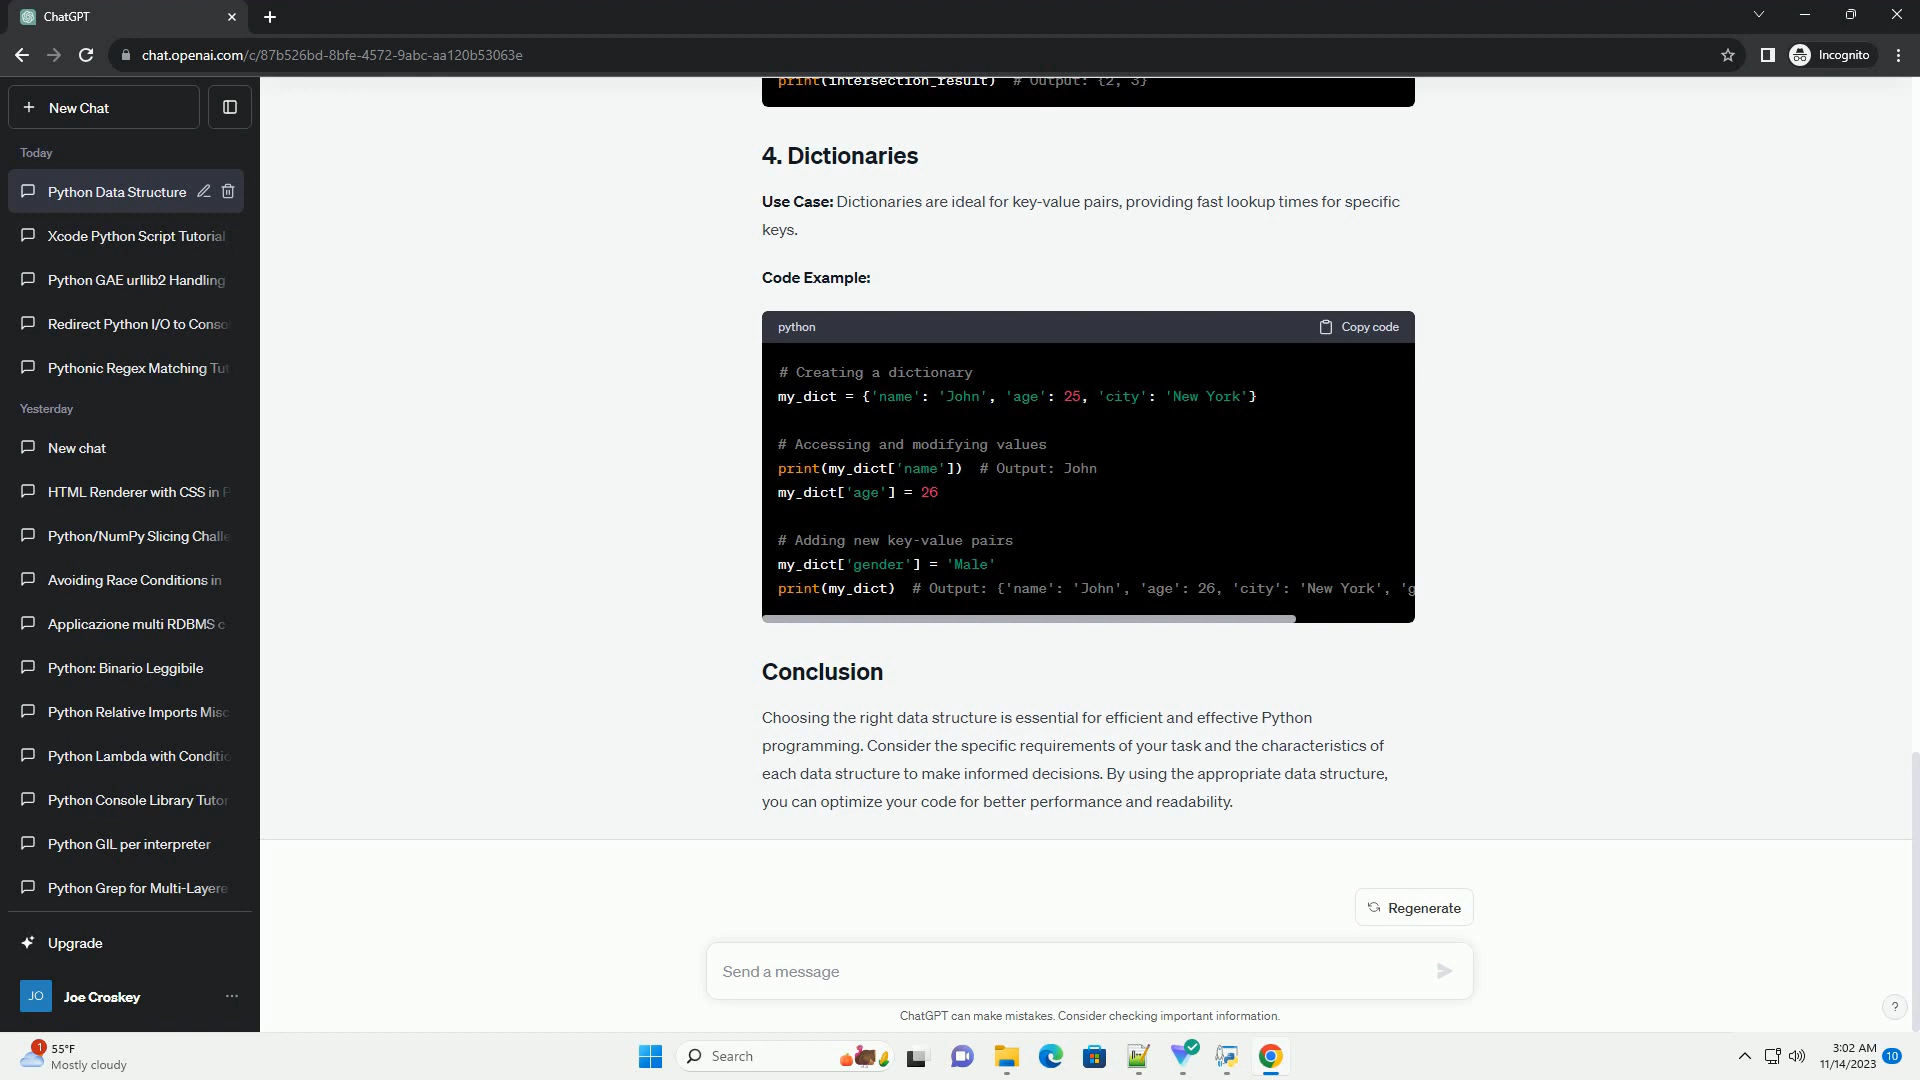 ChatGPT
chat.openai.com/c/87b526bd-8bfe-4572-9abc-aa120b53063e
Incognito
New Chat
Today
Python Data Structure
Xcode Python Script Tutorial
Python GAE urllib2 Handling
Redirect Python I/O to Conso
Pythonic Regex Matching Tut
Yesterday
New chat
HTML Renderer with CSS in P
Python/NumPy Slicing Challe
Avoiding Race Conditions in
Applicazione multi RDBMS c
Python: Binario Leggibile
Python Relative Imports Misc
Python Lambda with Conditio
Python Console Library Tutor
Python GIL per interpreter
Python Grep for Multi-Layere
Upgrade
JO Joe Croskey
print(intersection_result)  # Output: {2, 3}
4. Dictionaries
Use Case: Dictionaries are ideal for key-value pairs, providing fast lookup times for specific
keys.
Code Example:
python Copy code
# Creating a dictionary
my_dict = {'name': 'John', 'age': 25, 'city': 'New York'}
# Accessing and modifying values
print(my_dict['name'])  # Output: John
my_dict['age'] = 26
# Adding new key-value pairs
my_dict['gender'] = 'Male'
print(my_dict)  # Output: {'name': 'John', 'age': 26, 'city': 'New York', 'g
Conclusion
Choosing the right data structure is essential for efficient and effective Python
programming. Consider the specific requirements of your task and the characteristics of
each data structure to make informed decisions. By using the appropriate data structure,
you can optimize your code for better performance and readability.
Regenerate
Send a message
ChatGPT can make mistakes. Consider checking important information.
?
1
55°F
Mostly cloudy
Search
3:02 AM
11/14/2023
10